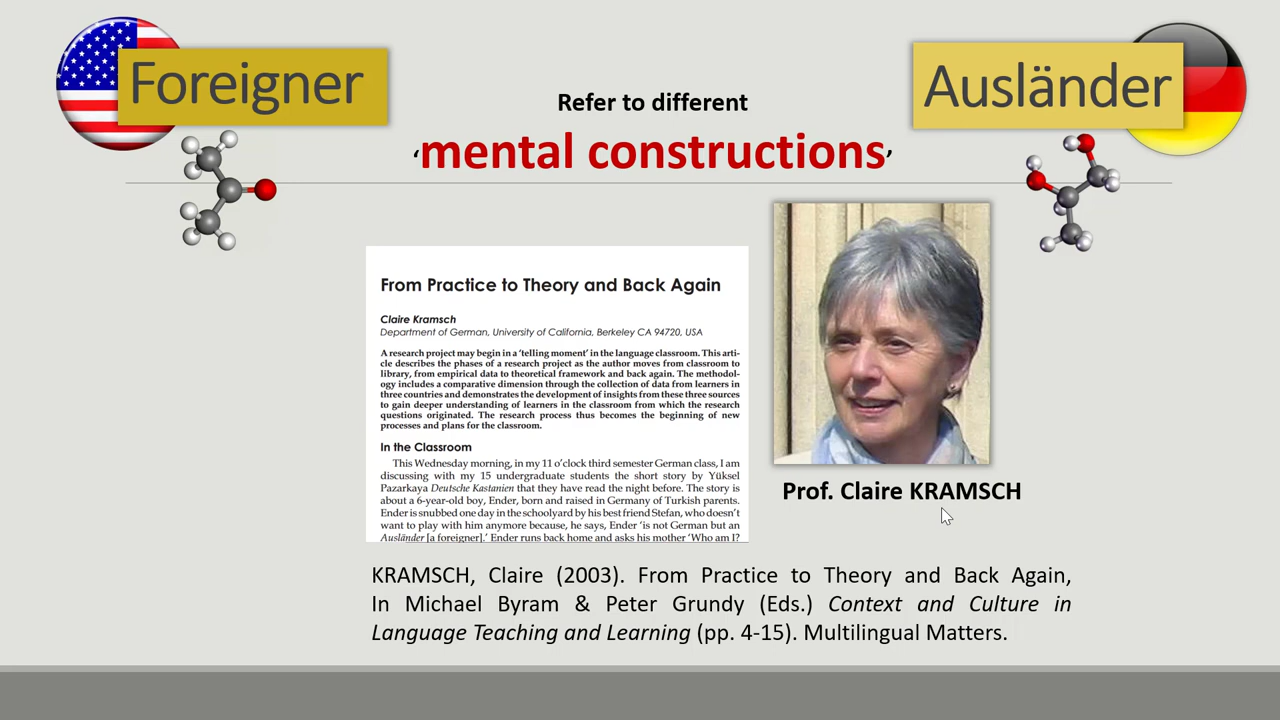 Foreigner
Ausländer
Refer to different
‘mental constructions’
From Practice to Theory and Back Again
Claire Kramsch
Department of German, University of California, Berkeley CA 94720, USA
A research project may begin in a ‘telling moment’ in the language classroom. This arti-
cle describes the phases of a research project as the author moves from classroom to
library, from empirical data to theoretical framework and back again. The methodol-
ogy includes a comparative dimension through the collection of data from learners in
three countries and demonstrates the development of insights from these three sources
to gain deeper understanding of learners in the classroom from which the research
questions originated. The research process thus becomes the beginning of new
processes and plans for the classroom.
In the Classroom
This Wednesday morning, in my 11 o’clock third semester German class, I am
discussing with my 15 undergraduate students the short story by Yüksel
Pazarkaya Deutsche Kastanien that they have read the night before. The story is
about a 6-year-old boy, Ender, born and raised in Germany of Turkish parents.
Ender is snubbed one day in the schoolyard by his best friend Stefan, who doesn’t
want to play with him anymore because, he says, Ender ‘is not German but an
Ausländer [a foreigner].’ Ender runs back home and asks his mother ‘Who am I?
Prof. Claire KRAMSCH
KRAMSCH, Claire (2003). From Practice to Theory and Back Again,
In Michael Byram & Peter Grundy (Eds.) Context and Culture in
Language Teaching and Learning (pp. 4-15). Multilingual Matters.